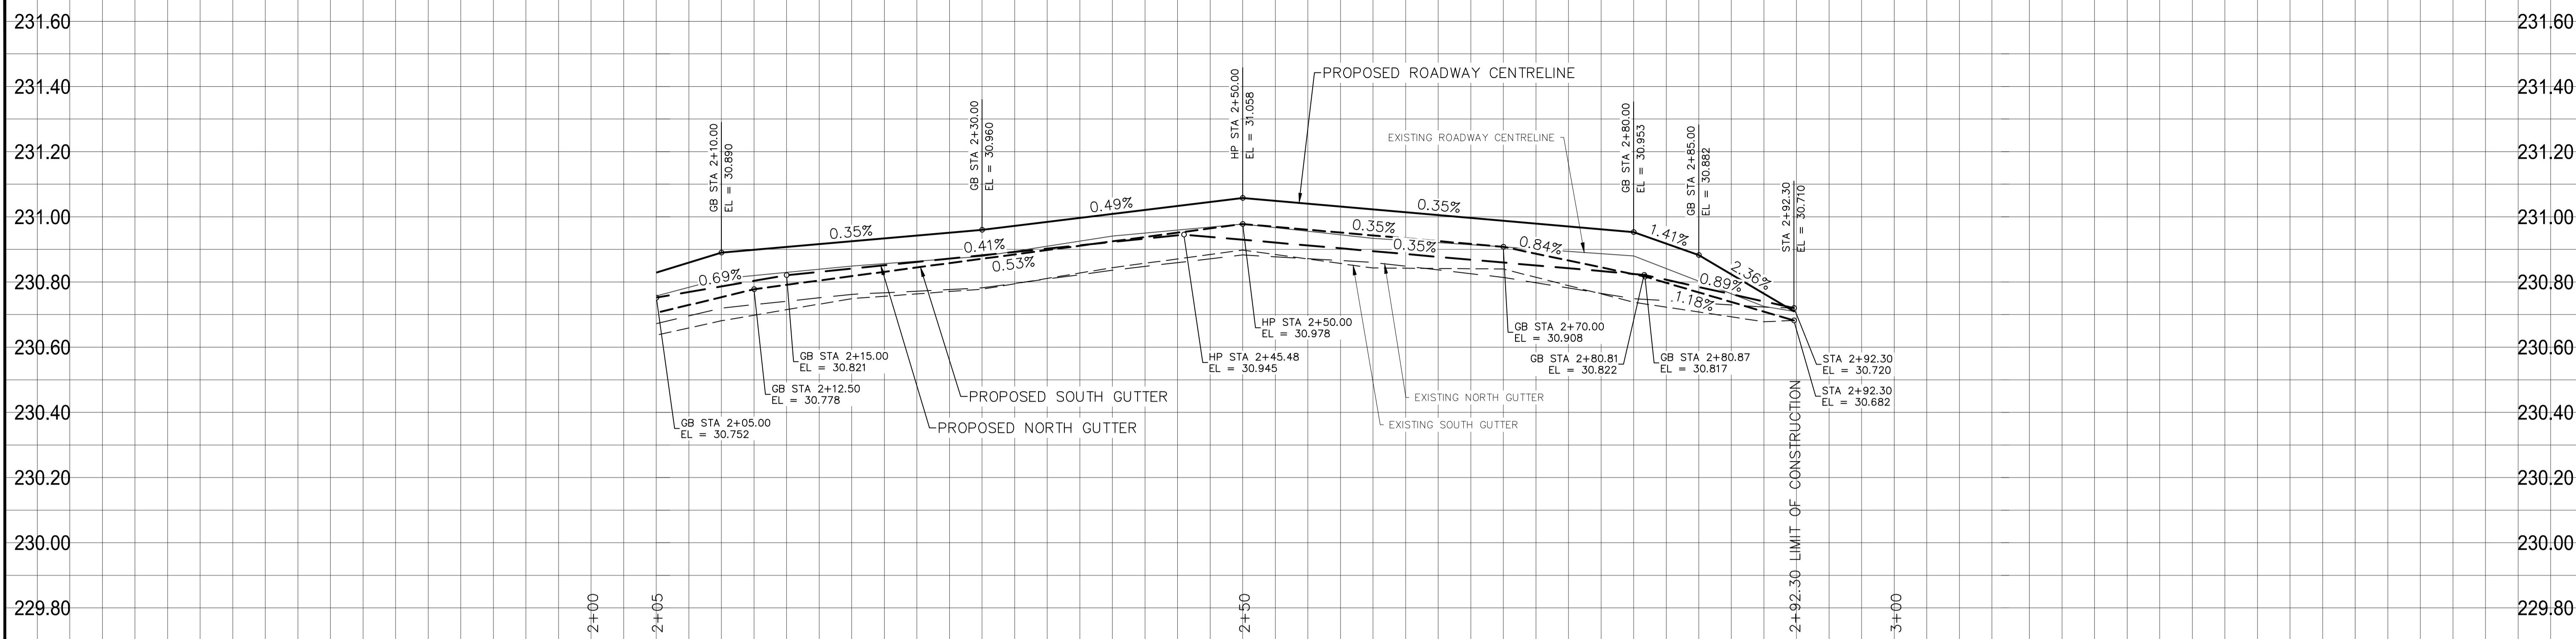 231.60
231.60
231.40
231.40
231.20
231.20
231.00
231.00
230.80
230.80
230.60
230.60
230.40
230.40
230.20
230.20
230.00
230.00
229.80
229.80
GB STA 2+10.00
EL = 30.890
GB STA 2+30.00
EL = 30.960
HP STA 2+50.00
EL = 31.058
PROPOSED ROADWAY CENTRELINE
EXISTING ROADWAY CENTRELINE
GB STA 2+80.00
EL = 30.953
GB STA 2+85.00
EL = 30.882
STA 2+92.30
EL = 30.710
0.35%
0.49%
0.35%
1.41%
2.36%
0.69%
0.41%
0.53%
0.35%
0.35%
0.84%
0.89%
1.18%
GB STA 2+05.00
EL = 30.752
GB STA 2+12.50
EL = 30.778
GB STA 2+15.00
EL = 30.821
PROPOSED SOUTH GUTTER
PROPOSED NORTH GUTTER
HP STA 2+45.48
EL = 30.945
HP STA 2+50.00
EL = 30.978
EXISTING NORTH GUTTER
EXISTING SOUTH GUTTER
GB STA 2+70.00
EL = 30.908
GB STA 2+80.81
EL = 30.822
GB STA 2+80.87
EL = 30.817
STA 2+92.30
EL = 30.720
STA 2+92.30
EL = 30.682
2+00
2+05
2+50
2+92.30 LIMIT OF CONSTRUCTION
3+00